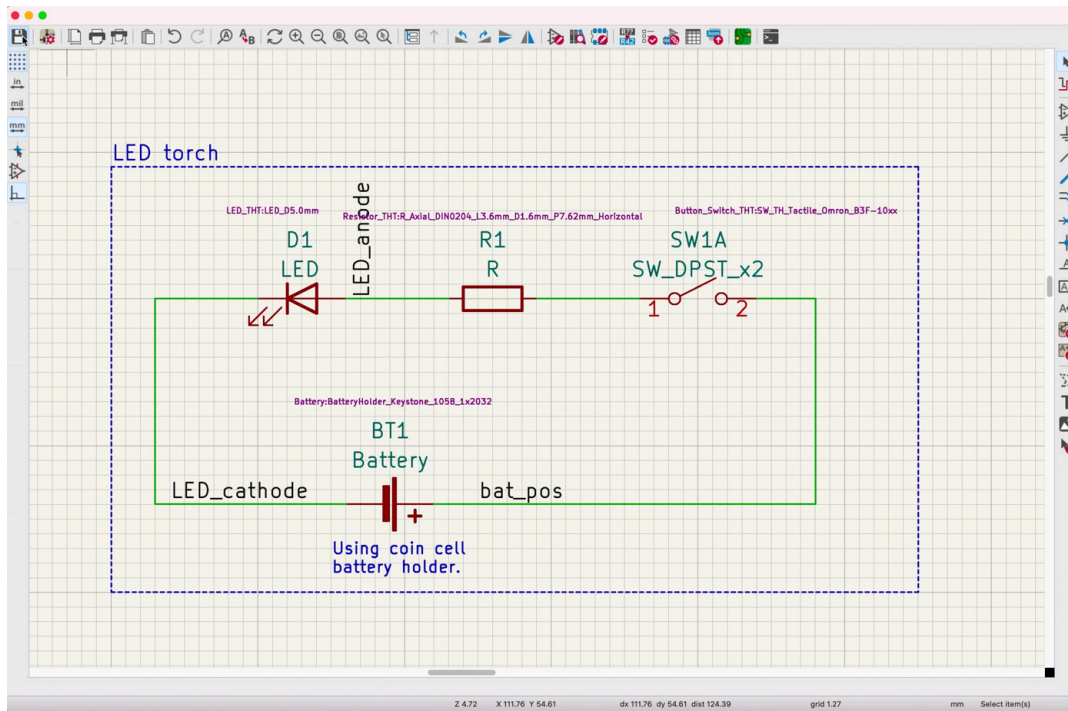 in
mil
mm
LED torch
LED_THT:LED_D5.0mm
LED_anode
Resistor_THT:R_Axial_DIN0204_L3.6mm_D1.6mm_P7.62mm_Horizontal
Button_Switch_THT:SW_TH_Tactile_Omron_B3F-10xx
D1
R1
SW1A
LED
R
SW_DPST_x2
1
2
Battery:BatteryHolder_Keystone_1058_1x2032
BT1
Battery
LED_cathode
bat_pos
+
Using coin cell
battery holder.
Z 4.72 X 111.76 Y 54.61 dx 111.76 dy 54.61 dist 124.39 grid 1.27 mm Select item(s)